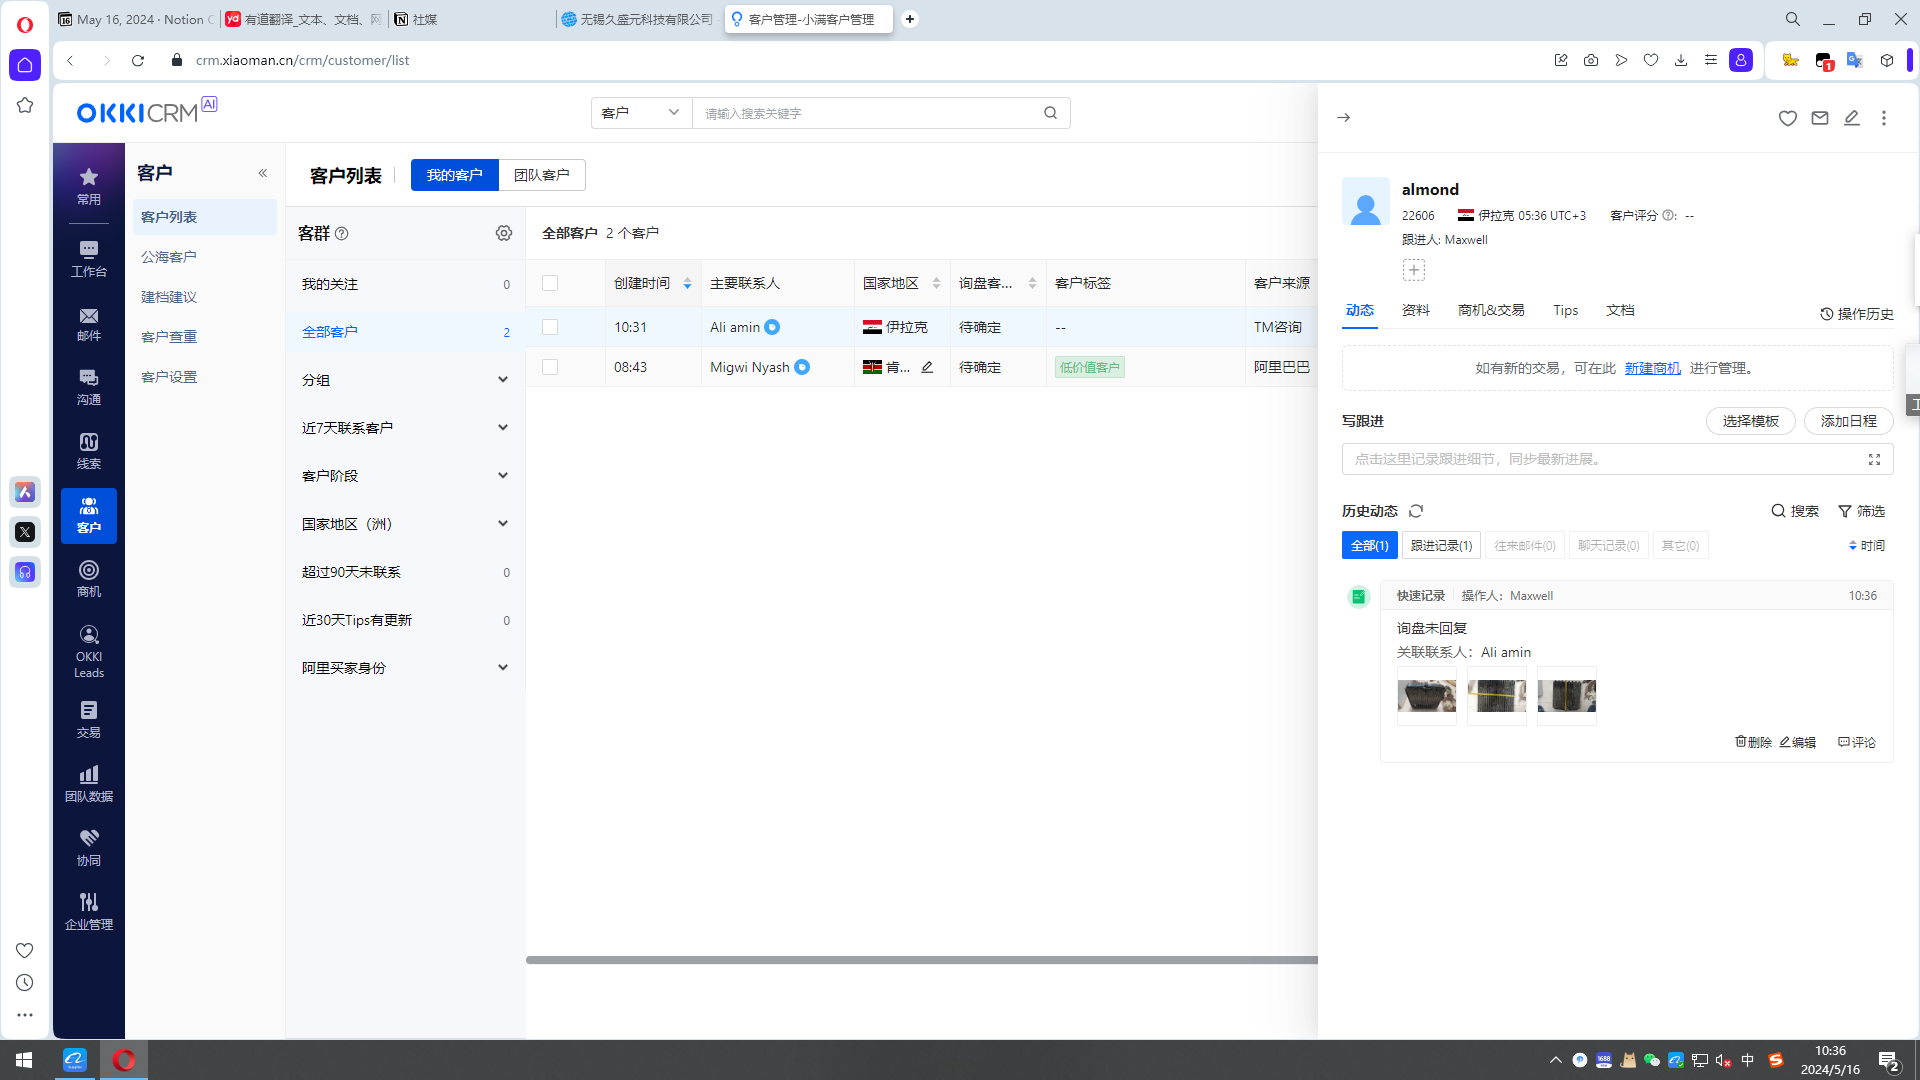 May 16, 2024 · Notion C
有道翻译_文本、文档、网
社媒
无锡久盛元科技有限公司
客户管理-小满客户管理
crm.xiaoman.cn/crm/customer/list
OKKICRM AI
客户
请输入搜索关键字
常用
工作台
邮件
沟通
线索
客户
商机
OKKI
Leads
交易
团队数据
协同
企业管理
客户
客户列表
公海客户
建档建议
客户查重
客户设置
客户列表
我的客户
团队客户
客群
我的关注 0
全部客户 2
分组
近7天联系客户
客户阶段
国家地区（洲）
超过90天未联系 0
近30天Tips有更新 0
阿里买家身份
全部客户 2 个客户
创建时间 主要联系人 国家地区 询盘客... 客户标签 客户来源
10:31 Ali amin 伊拉克 待确定 -- TM咨询
08:43 Migwi Nyash 肯... 待确定 低价值客户 阿里巴巴
almond
22606 伊拉克 05:36 UTC+3 客户评分 : --
跟进人: Maxwell
动态 资料 商机&交易 Tips 文档 操作历史
如有新的交易，可在此 新建商机 进行管理。
写跟进 选择模板 添加日程
点击这里记录跟进细节，同步最新进展。
历史动态 搜索 筛选
全部(1) 跟进记录(1) 往来邮件(0) 聊天记录(0) 其它(0) 时间
快速记录 操作人：Maxwell 10:36
询盘未回复
关联联系人：Ali amin
删除 编辑 评论
1
中
10:36
2024/5/16
2